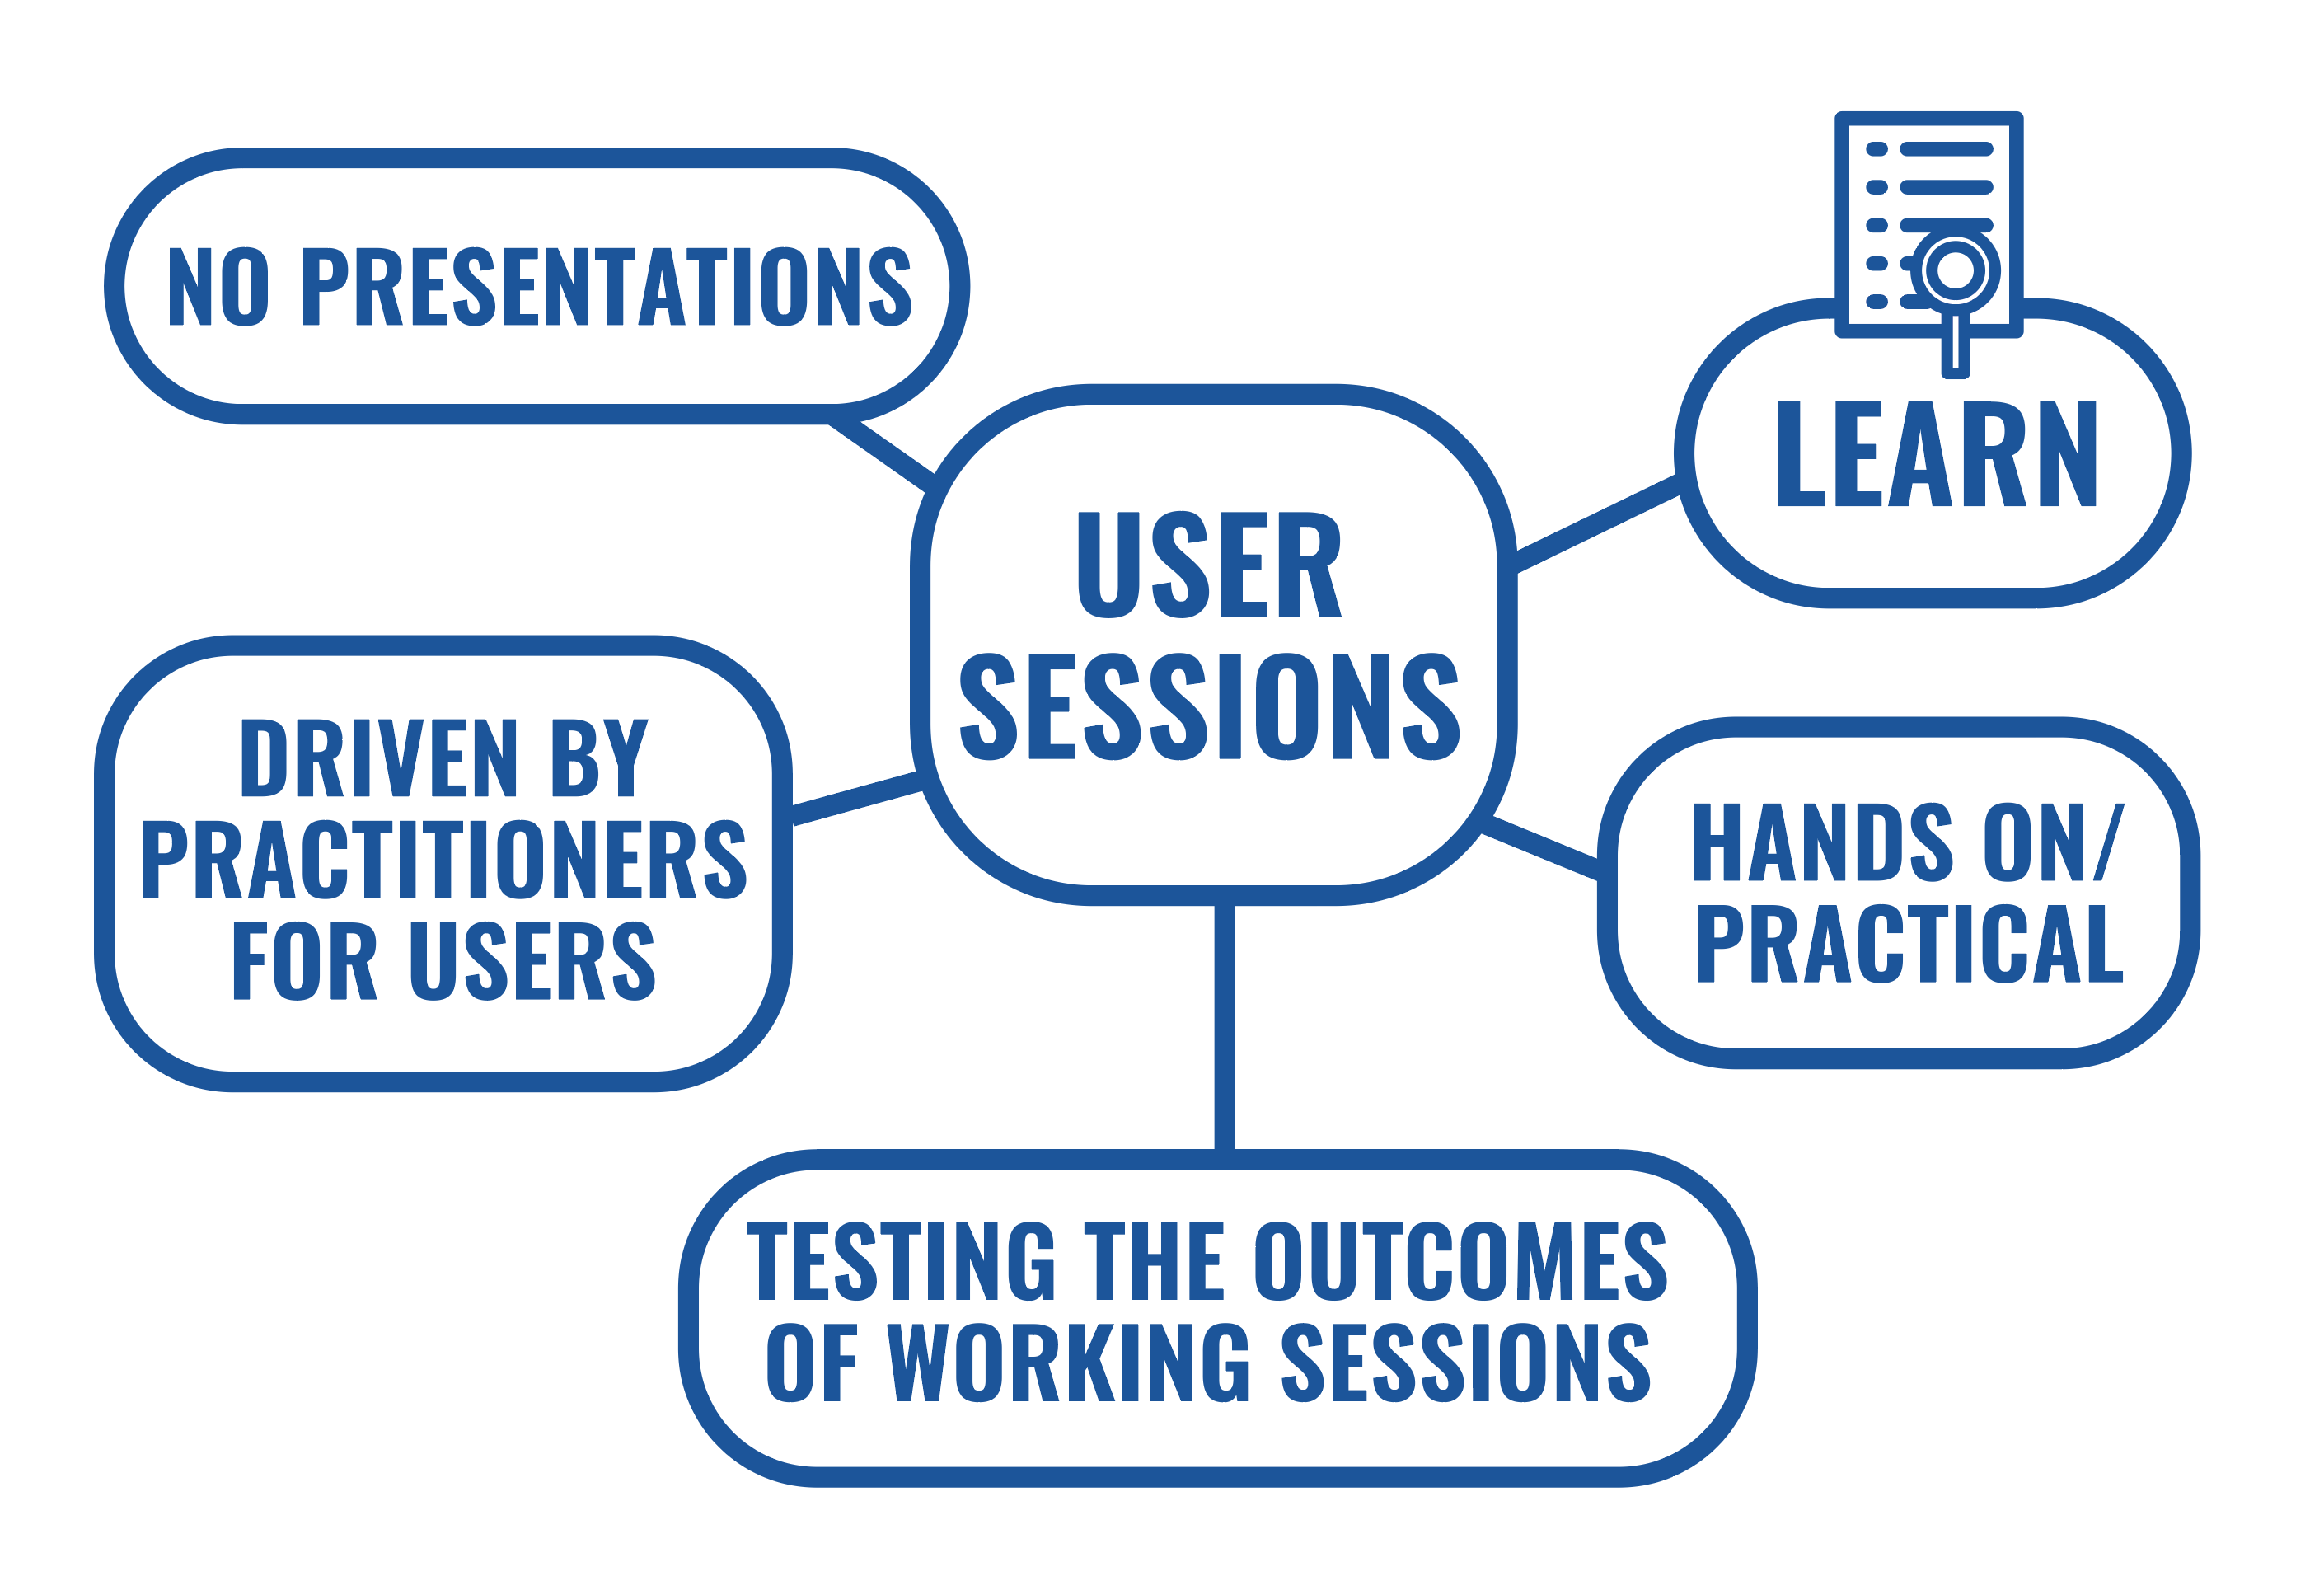 NO PRESENTATIONS
LEARN
USER
SESSIONS
DRIVEN BY
PRACTITIONERS
FOR USERS
HANDS ON/
PRACTICAL
TESTING THE OUTCOMES
OF WORKING SESSIONS